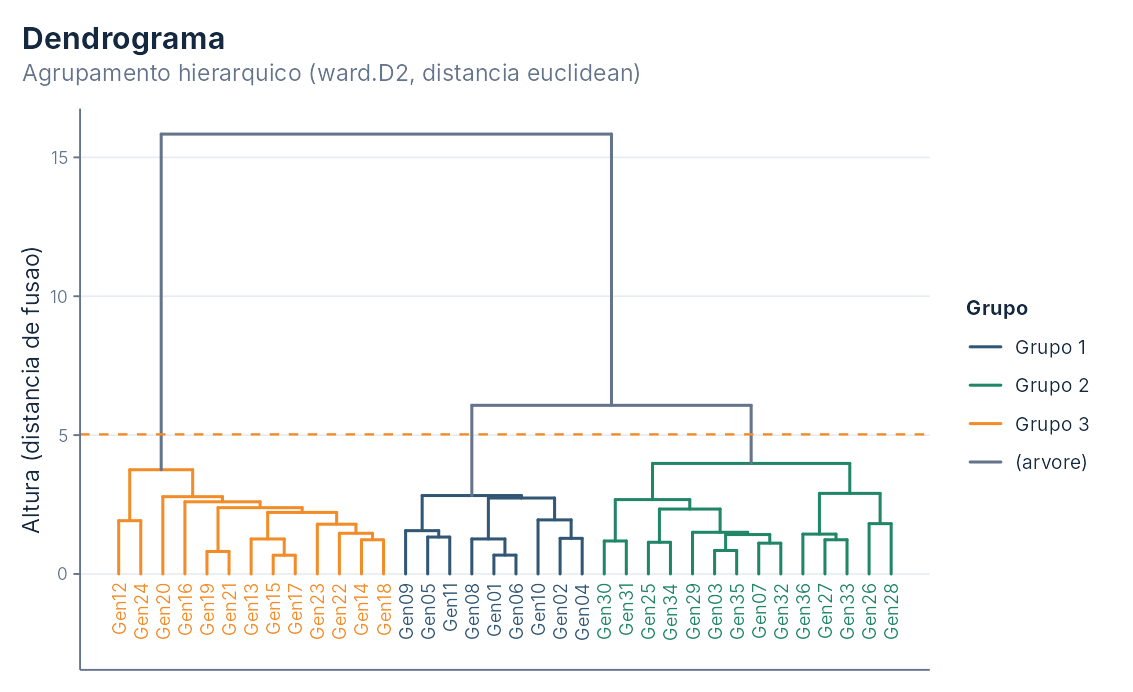 Dendrograma
Agrupamento hierarquico (ward.D2, distancia euclidean)
Altura (distancia de fusao)
15
10
5
0
Gen12
Gen24
Gen20
Gen16
Gen19
Gen21
Gen13
Gen15
Gen17
Gen23
Gen22
Gen14
Gen18
Gen09
Gen05
Gen11
Gen08
Gen01
Gen06
Gen10
Gen02
Gen04
Gen30
Gen31
Gen25
Gen34
Gen29
Gen03
Gen35
Gen07
Gen32
Gen36
Gen27
Gen33
Gen26
Gen28
Grupo
Grupo 1
Grupo 2
Grupo 3
(arvore)